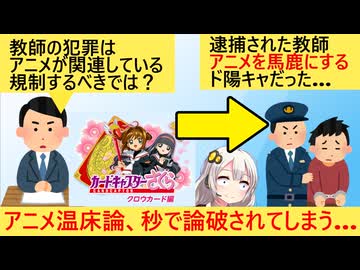 教師の犯罪は
アニメが関連している
規制するべきでは？
逮捕された教師
アニメを馬鹿にする
ド陽キャだった…
カードキャプターさくら
クロウカード編
アニメ温床論、秒で論破されてしまう…